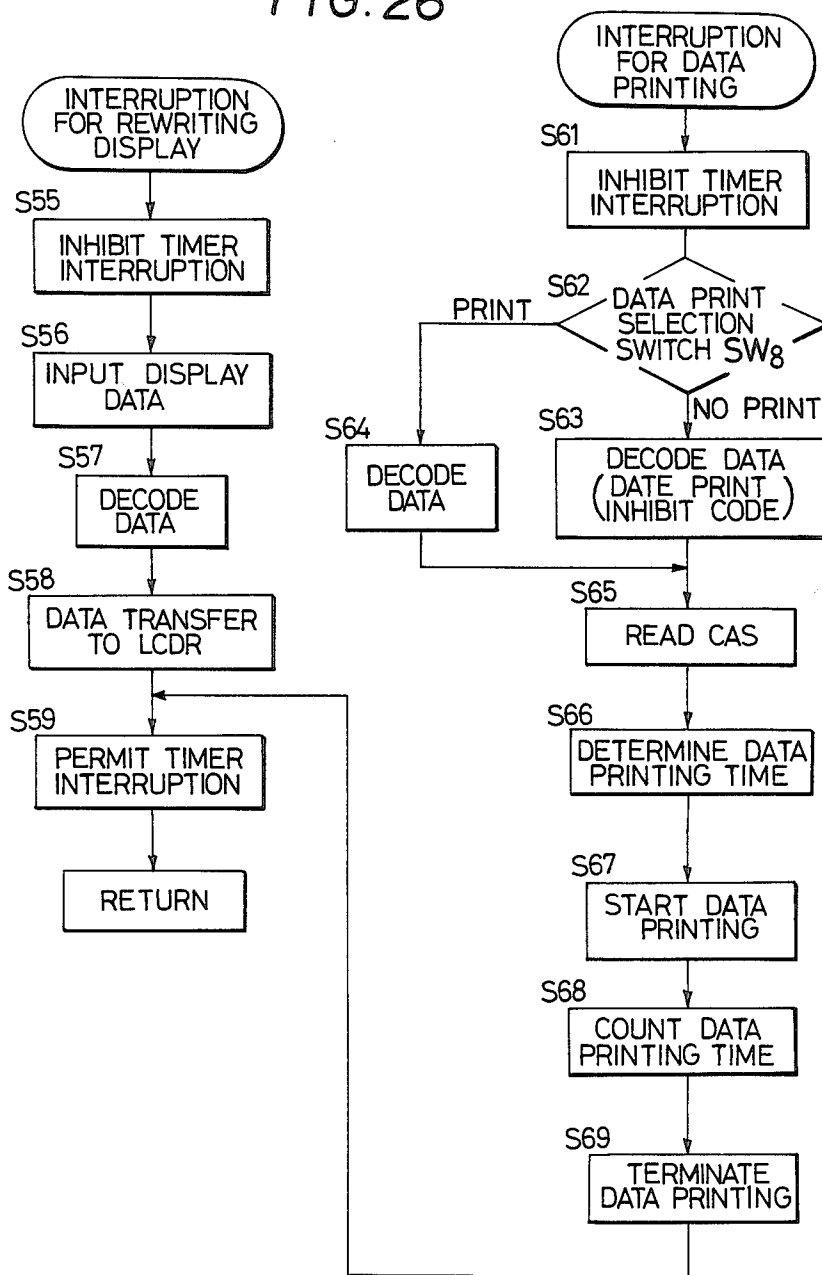 FIG. 26
INTERRUPTION
FOR REWRITING
DISPLAY
S55
INHIBIT TIMER
INTERRUPTION
S56
INPUT DISPLAY
DATA
S57
DECODE
DATA
S58
DATA TRANSFER
TO LCDR
S59
PERMIT TIMER
INTERRUPTION
RETURN
INTERRUPTION
FOR DATA
PRINTING
S61
INHIBIT TIMER
INTERRUPTION
S62
DATA PRINT
SELECTION
SWITCH SW8
PRINT
NO PRINT
S64
DECODE
DATA
S63
DECODE DATA
(DATE PRINT
INHIBIT CODE)
S65
READ CAS
S66
DETERMINE DATA
PRINTING TIME
S67
START DATA
PRINTING
S68
COUNT DATA
PRINTING TIME
S69
TERMINATE
DATA PRINTING